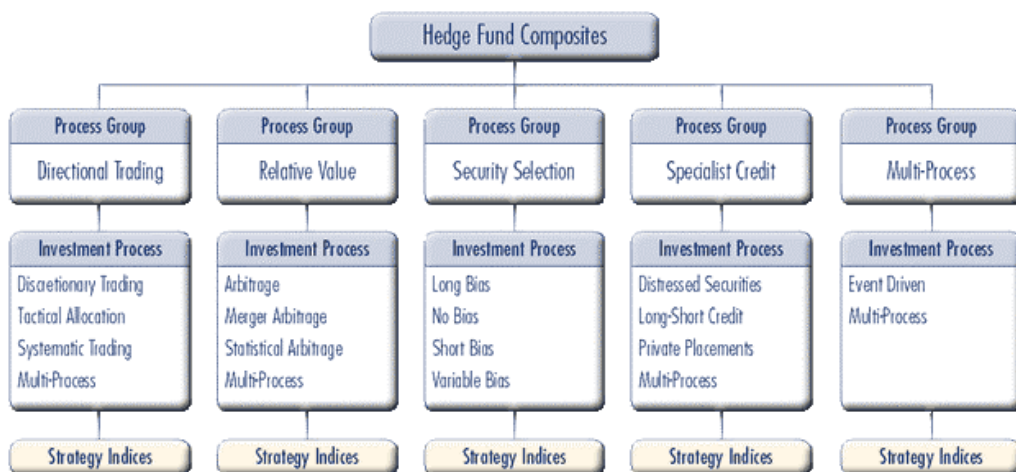 Hedge Fund Composites
Process Group
Directional Trading
Process Group
Relative Value
Process Group
Security Selection
Process Group
Specialist Credit
Process Group
Multi-Process
Investment Process
Discretionary Trading
Tactical Allocation
Systematic Trading
Multi-Process
Investment Process
Arbitrage
Merger Arbitrage
Statistical Arbitrage
Multi-Process
Investment Process
Long Bias
No Bias
Short Bias
Variable Bias
Investment Process
Distressed Securities
Long-Short Credit
Private Placements
Multi-Process
Investment Process
Event Driven
Multi-Process
Strategy Indices
Strategy Indices
Strategy Indices
Strategy Indices
Strategy Indices